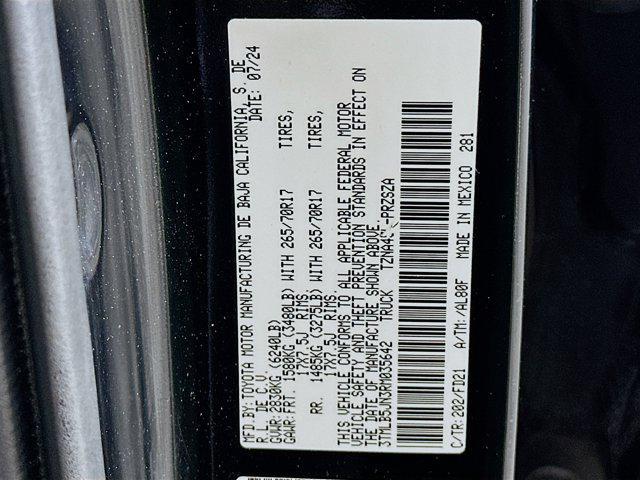 MFD.BY:TOYOTA MOTOR MANUFACTURING DE BAJA CALIFORNIA, S. DE
R.L. DE C.V. DATE: 07/24
GVWR:2830KG (6240LB)
GAWR:FRT. 1580KG (3480LB) WITH 265/70R17 TIRES,
17X7.5J RIMS,
RR. 1485KG (3275LB) WITH 265/70R17 TIRES,
17X7.5J RIMS.
THIS VEHICLE CONFORMS TO ALL APPLICABLE FEDERAL MOTOR
VEHICLE SAFETY AND THEFT PREVENTION STANDARDS IN EFFECT ON
THE DATE OF MANUFACTURE SHOWN ABOVE.
3TMLB5JN3RM035642 TRUCK -PRZSZA
C/TR:202/FD21 A/TM:/AL80F MADE IN MEXICO 281